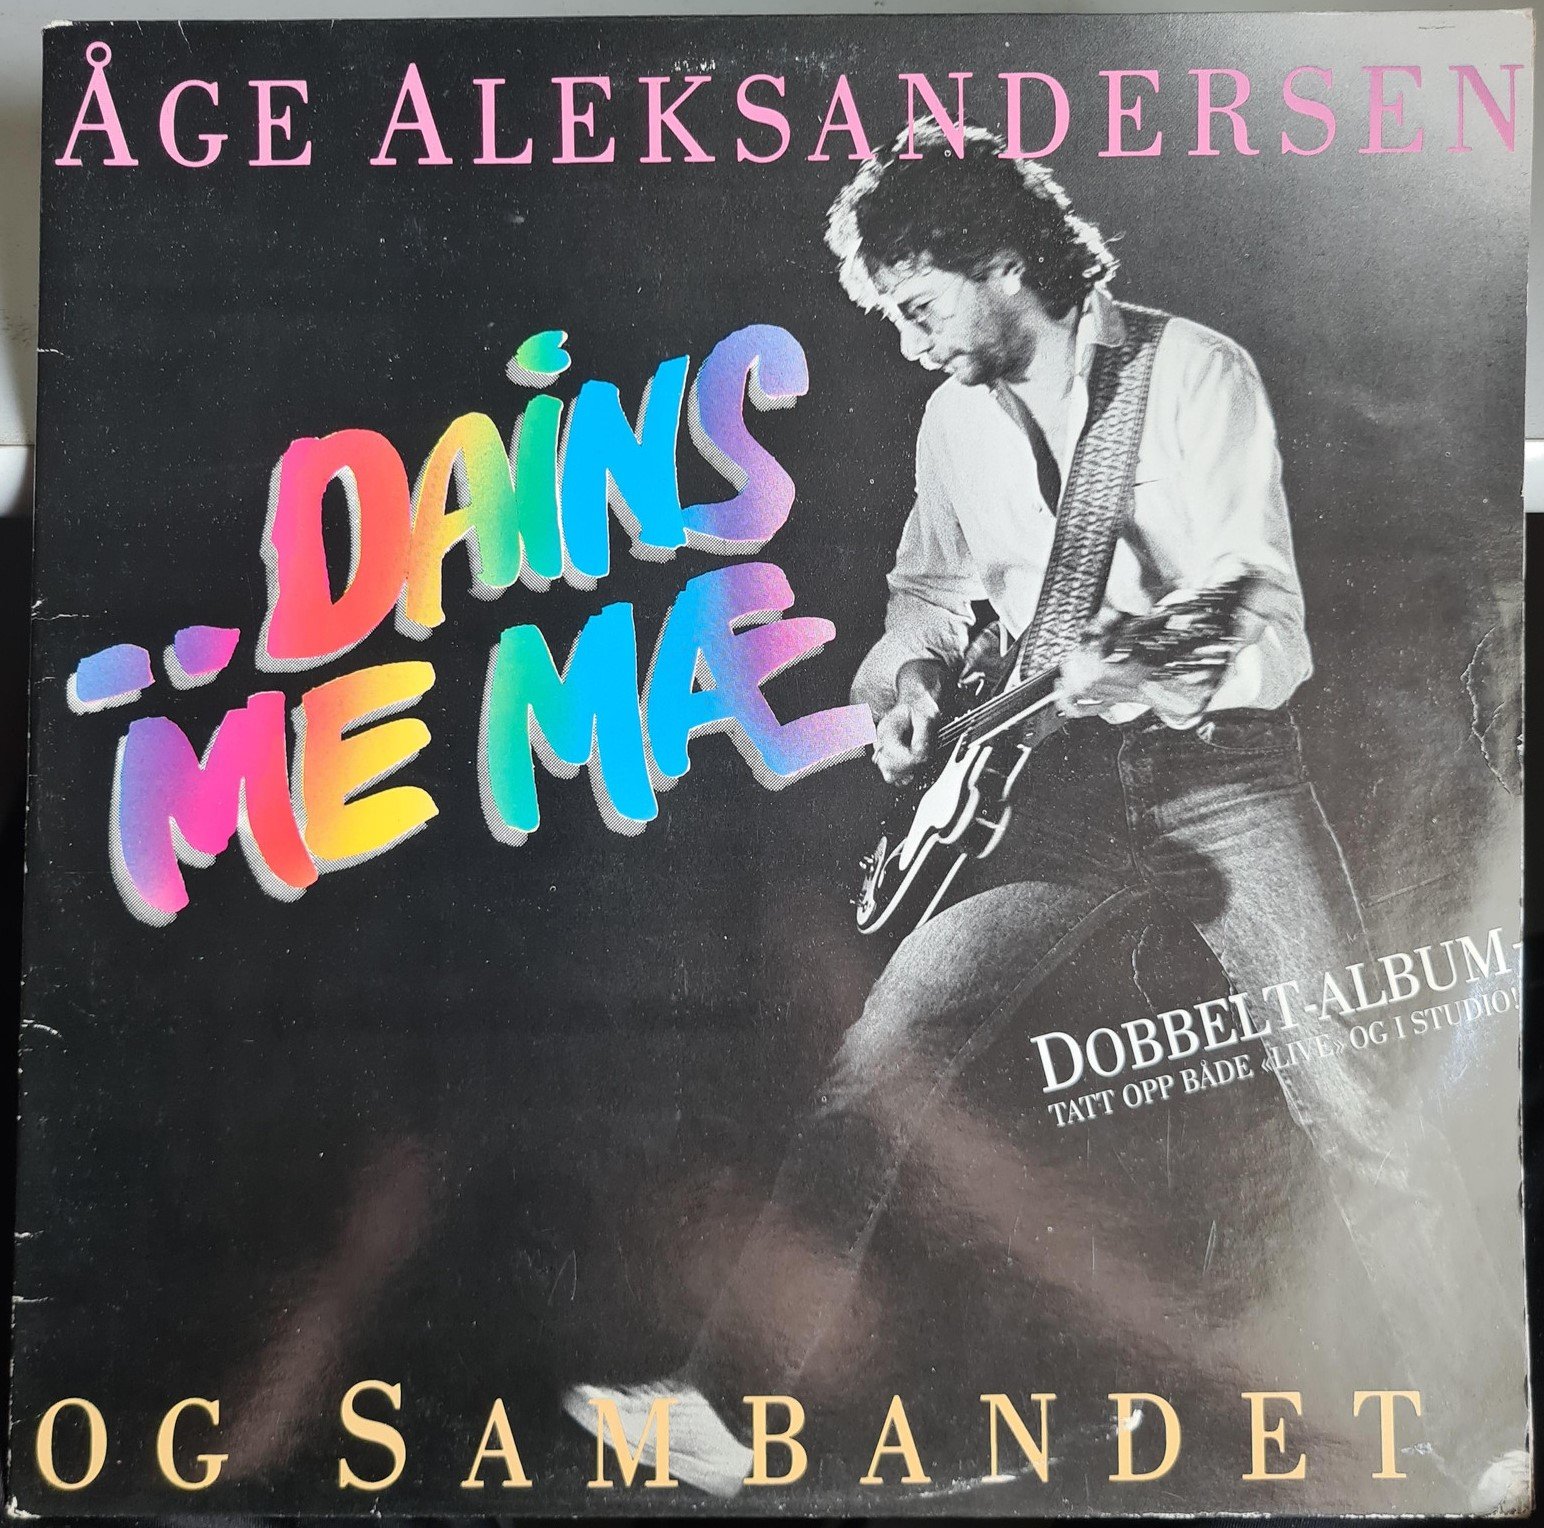 ÅGE ALEKSANDERSEN
DAINS
¨ME MÆ
DOBBELT-ALBUM-
TATT OPP BÅDE «LIVE» OG I STUDIO!
OG SAMBANDET